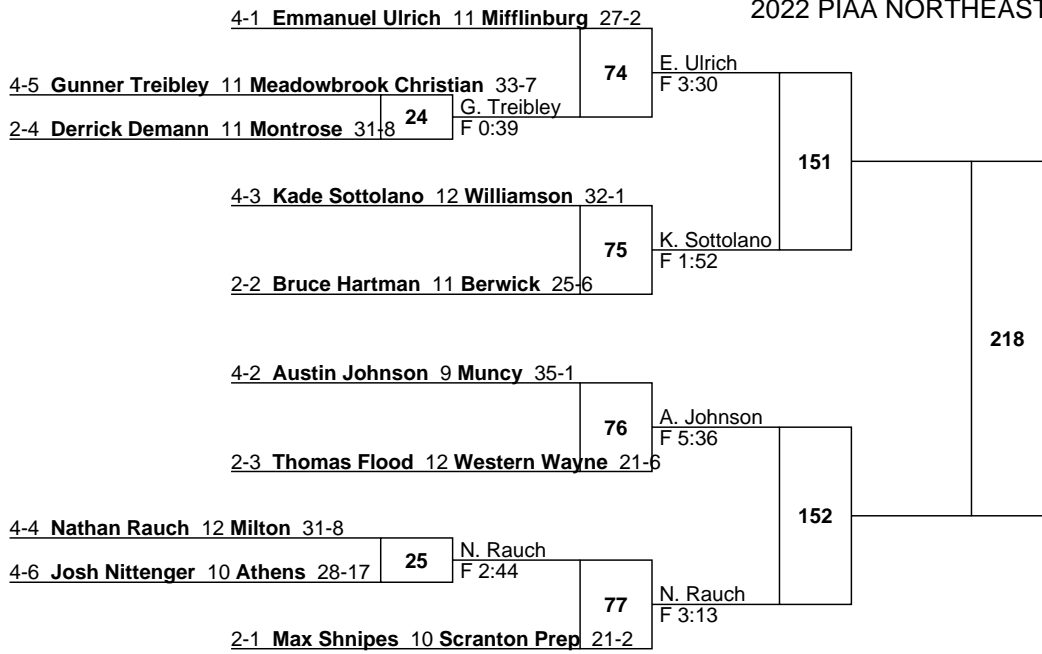 2022 PIAA NORTHEAST
4-1 Emmanuel Ulrich 11 Mifflinburg 27-2
74
E. Ulrich
F 3:30
4-5 Gunner Treibley 11 Meadowbrook Christian 33-7
24
G. Treibley
F 0:39
2-4 Derrick Demann 11 Montrose 31-8
151
4-3 Kade Sottolano 12 Williamson 32-1
75
K. Sottolano
F 1:52
2-2 Bruce Hartman 11 Berwick 25-6
218
4-2 Austin Johnson 9 Muncy 35-1
76
A. Johnson
F 5:36
2-3 Thomas Flood 12 Western Wayne 21-6
152
4-4 Nathan Rauch 12 Milton 31-8
25
N. Rauch
F 2:44
4-6 Josh Nittenger 10 Athens 28-17
77
N. Rauch
F 3:13
2-1 Max Shnipes 10 Scranton Prep 21-2